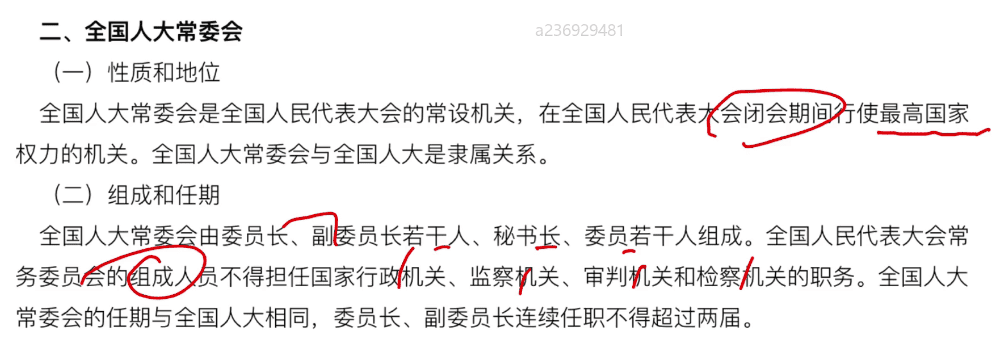 二、全国人大常委会
a236929481
（一）性质和地位
全国人大常委会是全国人民代表大会的常设机关，在全国人民代表大会闭会期间行使最高国家
权力的机关。全国人大常委会与全国人大是隶属关系。
（二）组成和任期
全国人大常委会由委员长、副委员长若干人、秘书长、委员若干人组成。全国人民代表大会常
务委员会的组成人员不得担任国家行政机关、监察机关、审判机关和检察机关的职务。全国人大
常委会的任期与全国人大相同，委员长、副委员长连续任职不得超过两届。